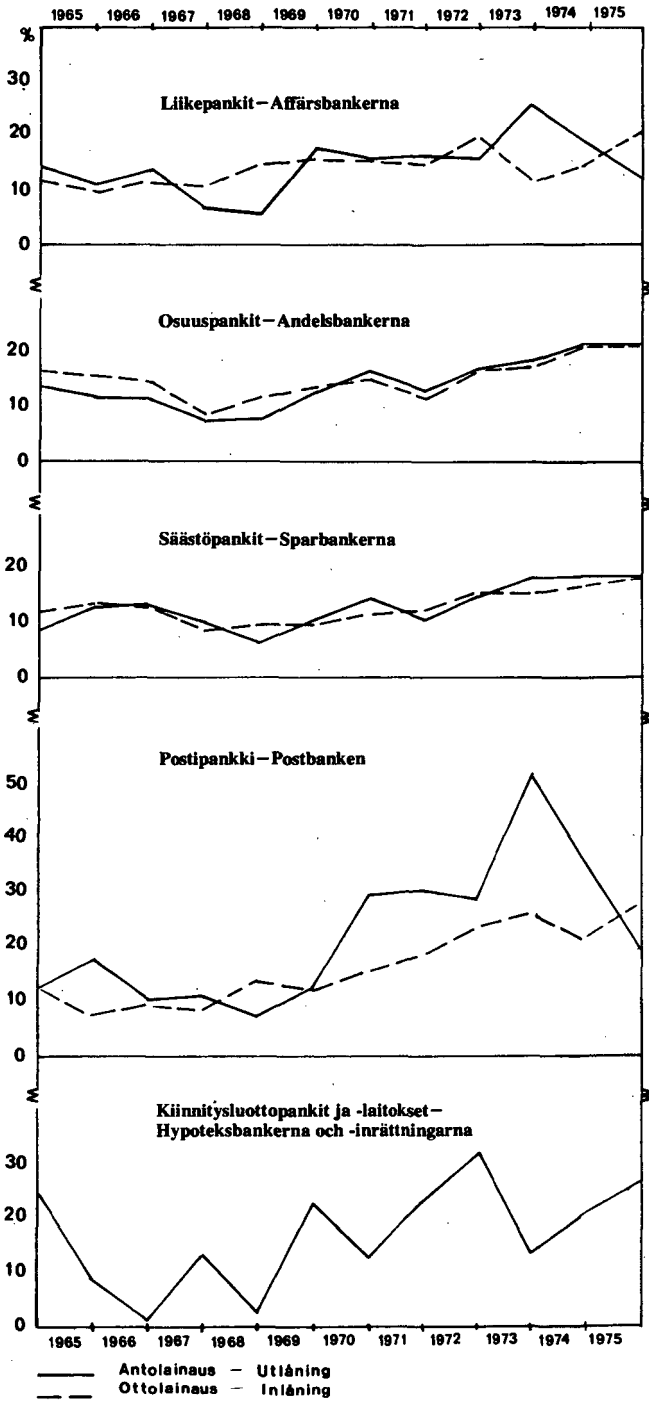 1965 1966 1967 1968 1969 1970 1971 1972 1973 1974 1975
%
30
Liikepankit – Affärsbankerna
20
10
0
Osuuspankit – Andelsbankerna
20
10
0
Säästöpankit – Sparbankerna
20
10
0
Postipankki – Postbanken
50
40
30
20
10
0
Kiinnitysluottopankit ja -laitokset –
Hypoteksbankerna och -inrättningarna
30
20
10
0
1965 1966 1967 1968 1969 1970 1971 1972 1973 1974 1975
Antolainaus – Utlåning
Ottolainaus – Inlåning